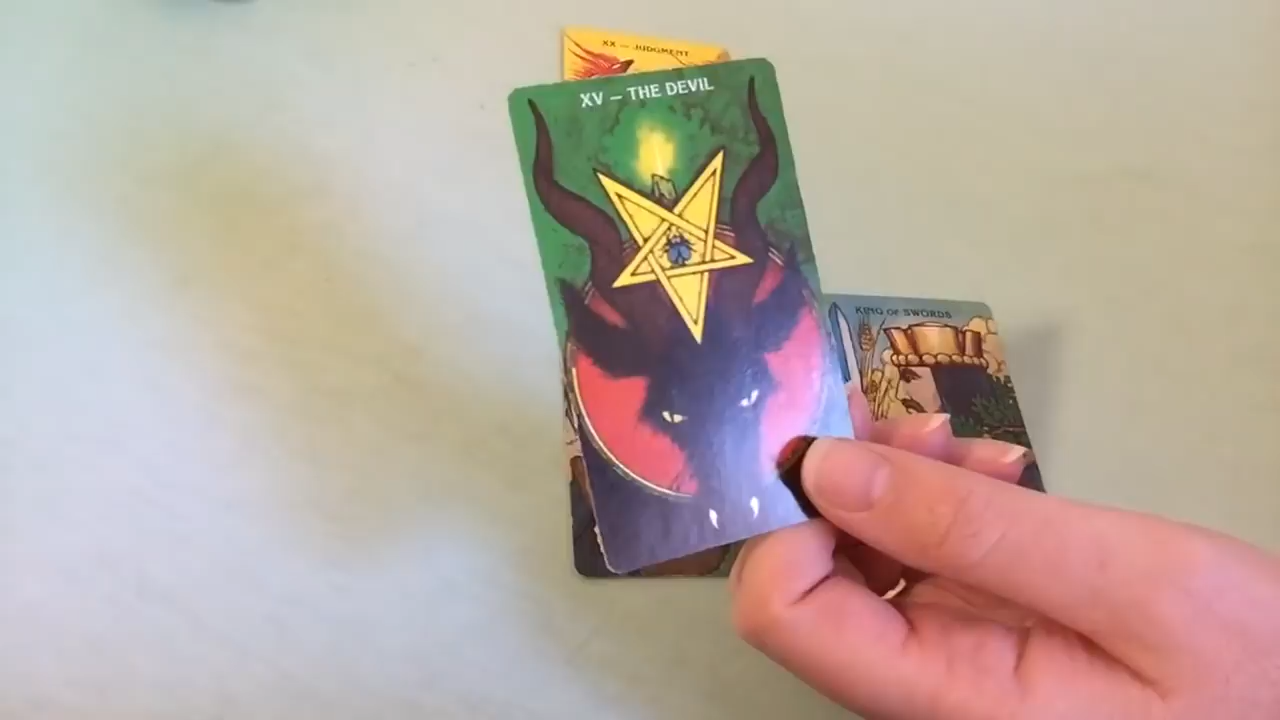 XX — JUDGMENT
XV — THE DEVIL
KING OF SWORDS